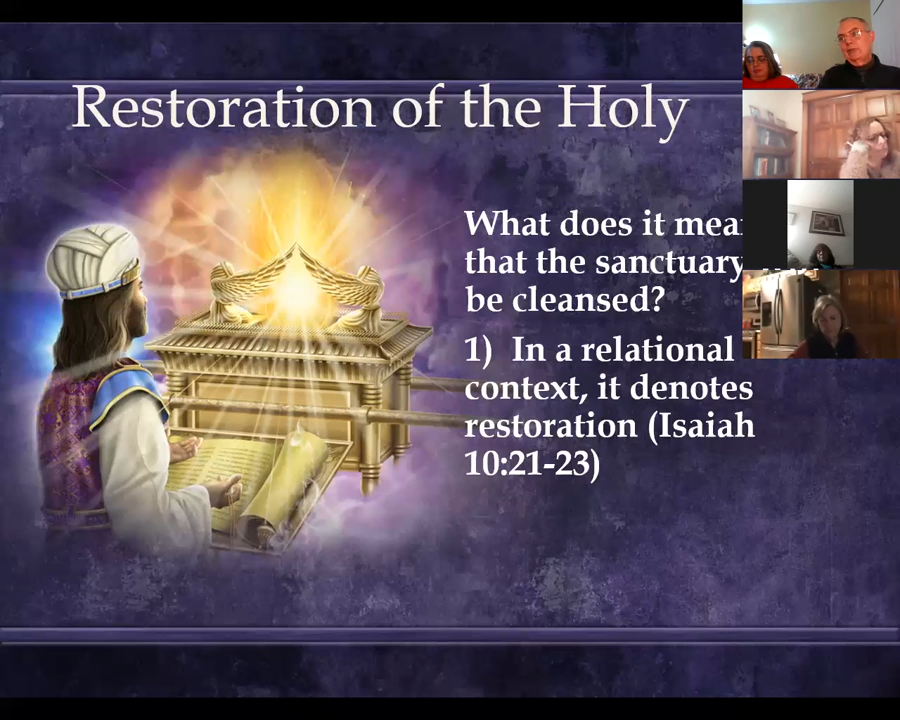 Restoration of the Holy
What does it mea
that the sanctuary
be cleansed?
1) In a relational
context, it denotes
restoration (Isaiah
10:21-23)